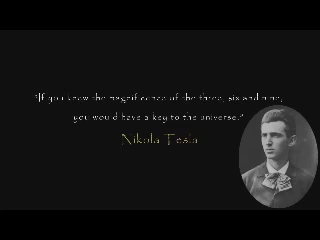 "If you knew the magnificence of the three, six and nine,
you would have a key to the universe."
Nikola Tesla